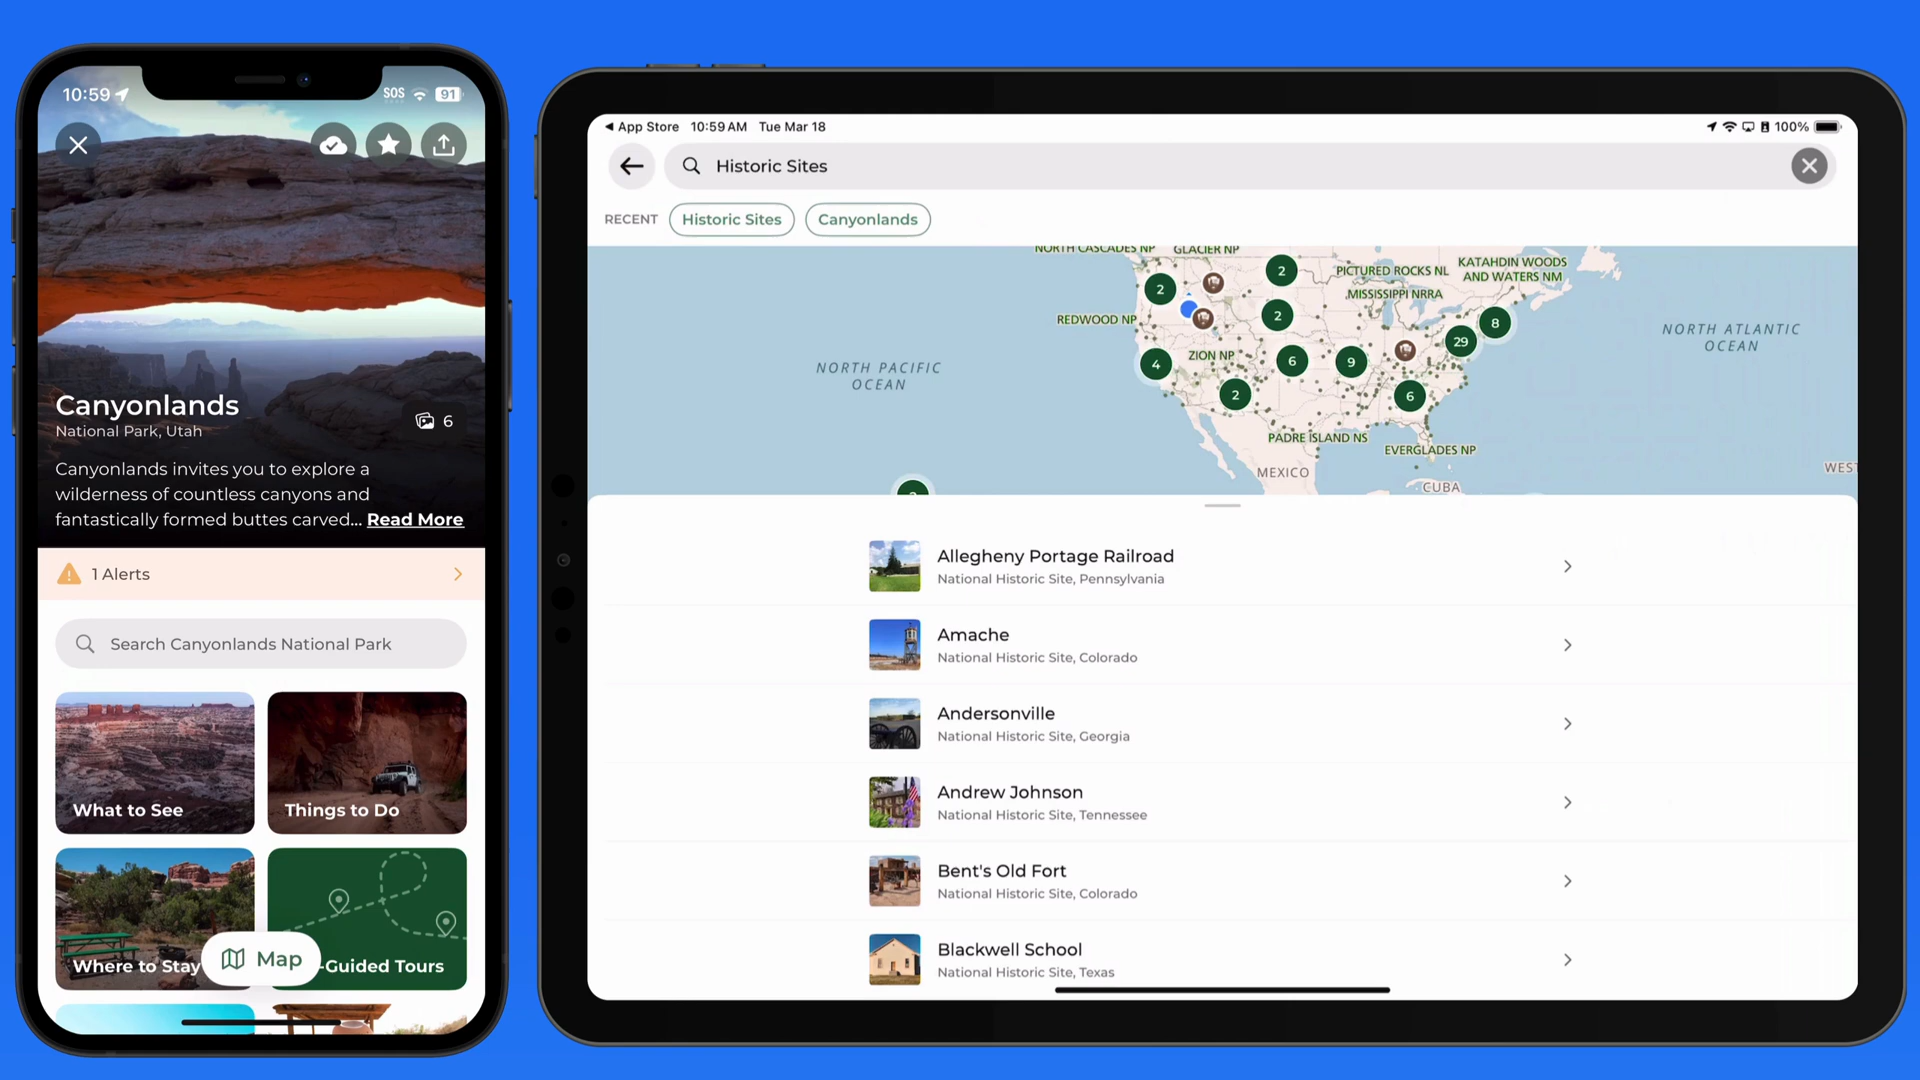 10:59
SOS
91
Canyonlands
National Park, Utah
6
Canyonlands invites you to explore a
wilderness of countless canyons and
fantastically formed buttes carved... Read More
1 Alerts
Search Canyonlands National Park
What to See
Things to Do
Where to Stay
Map
-Guided Tours
App Store 10:59 AM Tue Mar 18
100%
Historic Sites
RECENT
Historic Sites
Canyonlands
NORTH CASCADES NP
GLACIER NP
2
2
PICTURED ROCKS NL
KATAHDIN WOODS
AND WATERS NM
MISSISSIPPI NRRA
REDWOOD NP
2
8
29
NORTH ATLANTIC
OCEAN
ZION NP
NORTH PACIFIC
OCEAN
4
6
9
2
6
PADRE ISLAND NS
EVERGLADES NP
MEXICO
CUBA
WEST
Allegheny Portage Railroad
National Historic Site, Pennsylvania
Amache
National Historic Site, Colorado
Andersonville
National Historic Site, Georgia
Andrew Johnson
National Historic Site, Tennessee
Bent's Old Fort
National Historic Site, Colorado
Blackwell School
National Historic Site, Texas